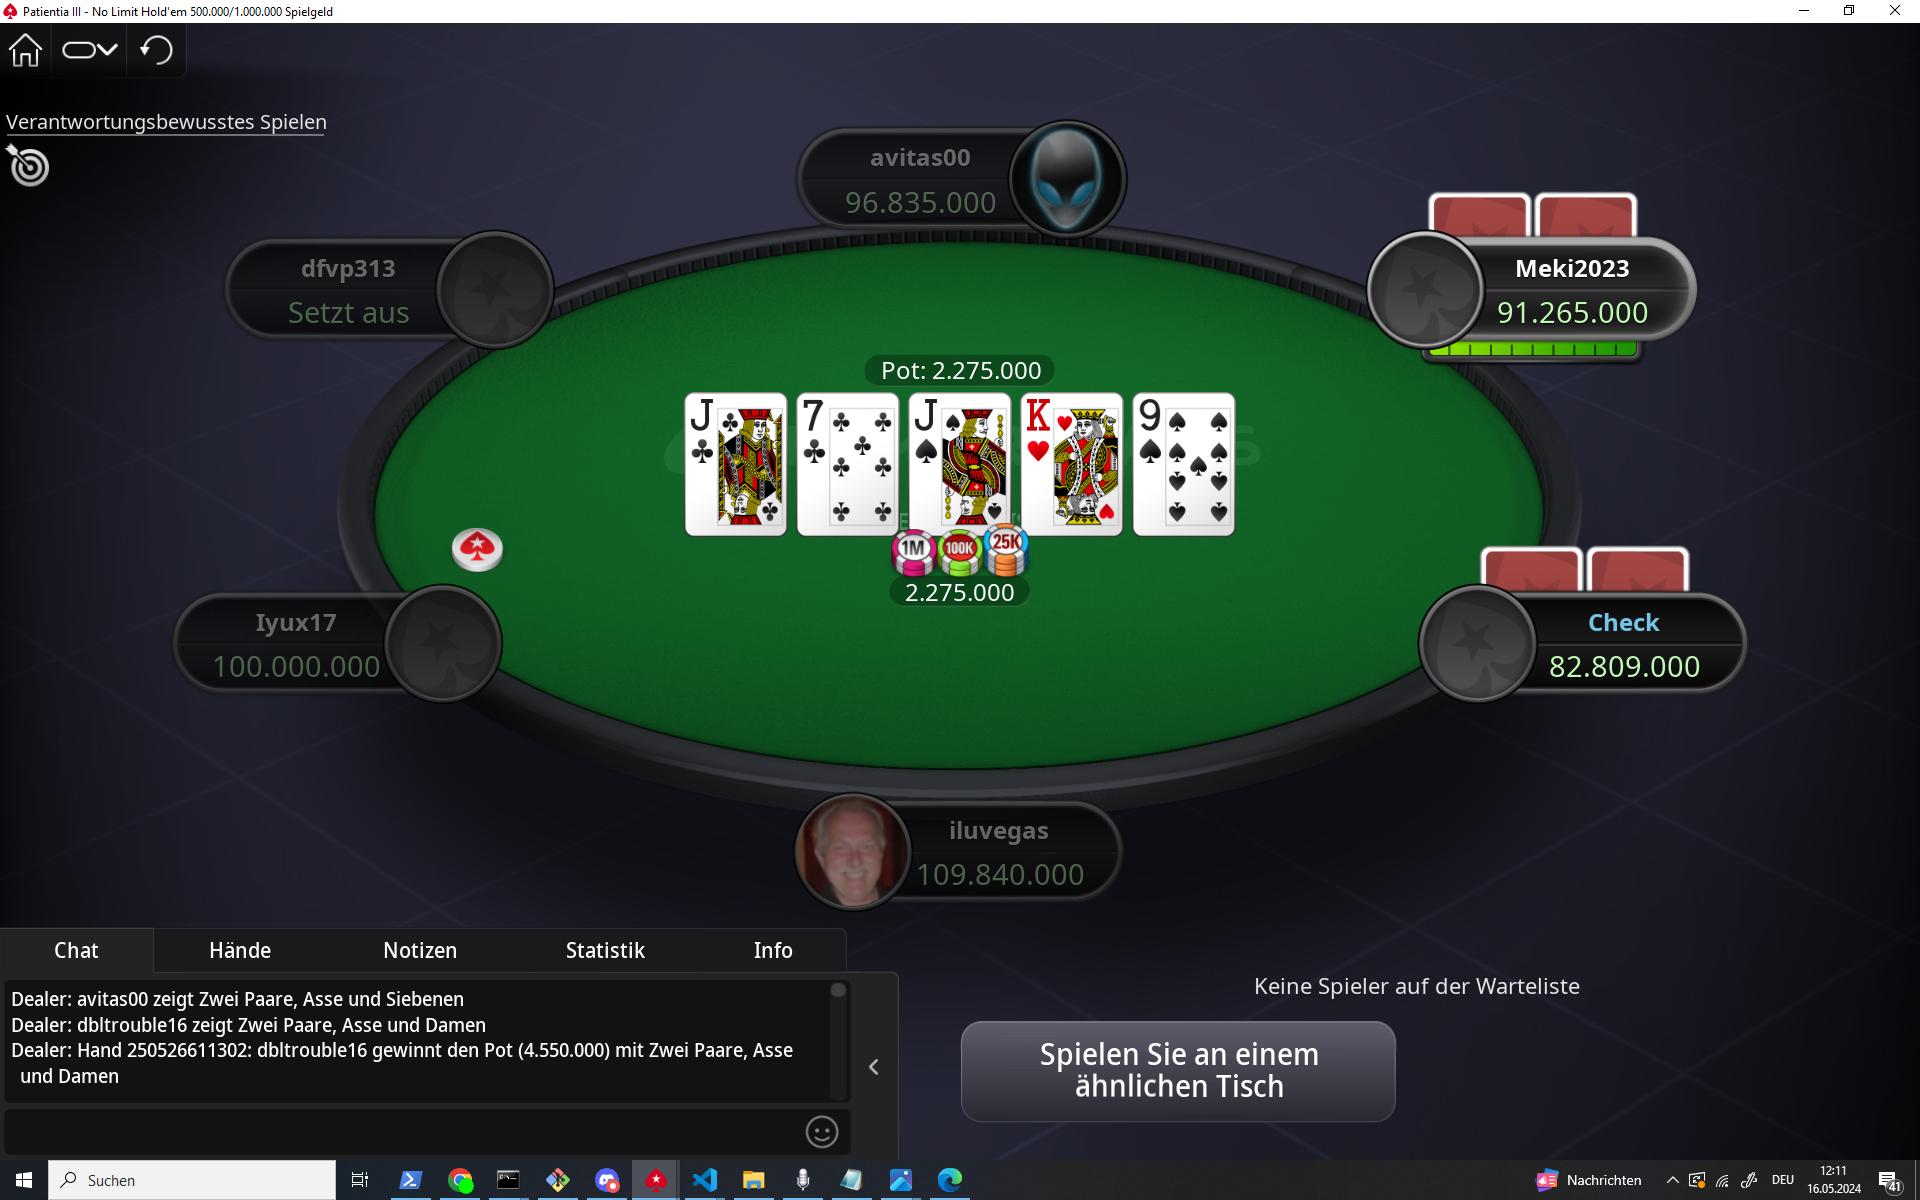 Patientia III - No Limit Hold'em 500.000/1.000.000 Spielgeld
Verantwortungsbewusstes Spielen
avitas00
96.835.000
dfvp313
Setzt aus
Meki2023
91.265.000
Pot: 2.275.000
J
7
J
K
9
1M
100K
25K
2.275.000
Iyux17
100.000.000
Check
82.809.000
iluvegas
109.840.000
Chat
Hände
Notizen
Statistik
Info
Dealer: avitas00 zeigt Zwei Paare, Asse und Siebenen
Dealer: dbltrouble16 zeigt Zwei Paare, Asse und Damen
Dealer: Hand 250526611302: dbltrouble16 gewinnt den Pot (4.550.000) mit Zwei Paare, Asse
und Damen
Keine Spieler auf der Warteliste
Spielen Sie an einem
ähnlichen Tisch
Suchen
Nachrichten
DEU
12:11
16.05.2024
41